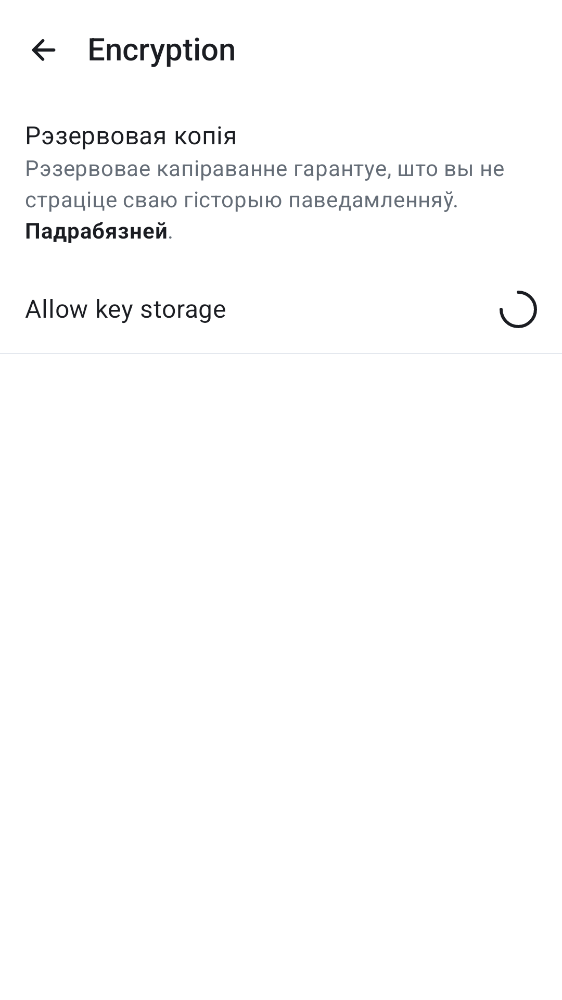 Encryption
Рэзервовая копія
Рэзервовае капіраванне гарантуе, што вы не
страціце сваю гісторыю паведамленняў.
Падрабязней.
Allow key storage